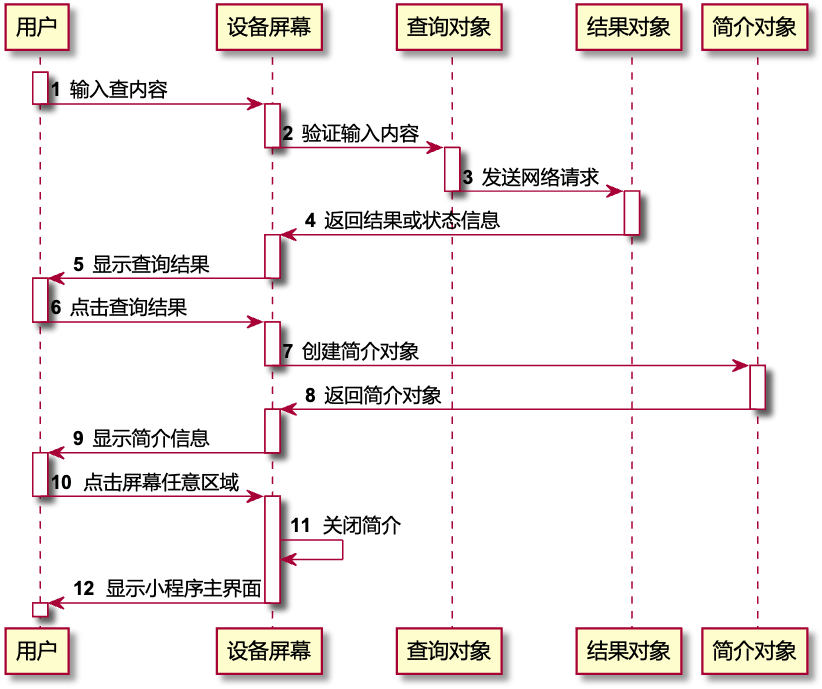 用户 设备屏幕 查询对象 结果对象 简介对象
1 输入查内容
2 验证输入内容
3 发送网络请求
4 返回结果或状态信息
5 显示查询结果
6 点击查询结果
7 创建简介对象
8 返回简介对象
9 显示简介信息
10 点击屏幕任意区域
11 关闭简介
12 显示小程序主界面
用户 设备屏幕 查询对象 结果对象 简介对象